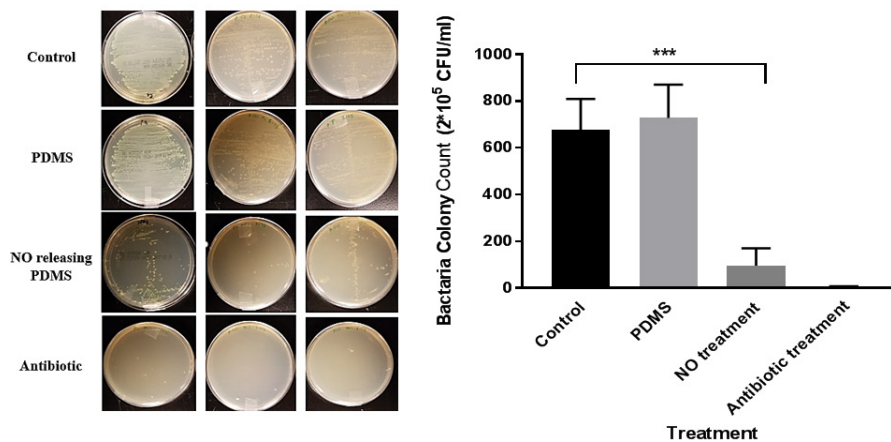 Control
PDMS
NO releasing
PDMS
Antibiotic
Bactaria Colony Count (2*10⁵ CFU/ml)
1000
800
600
400
200
0
***
Control
PDMS
NO treatment
Antibiotic treatment
Treatment